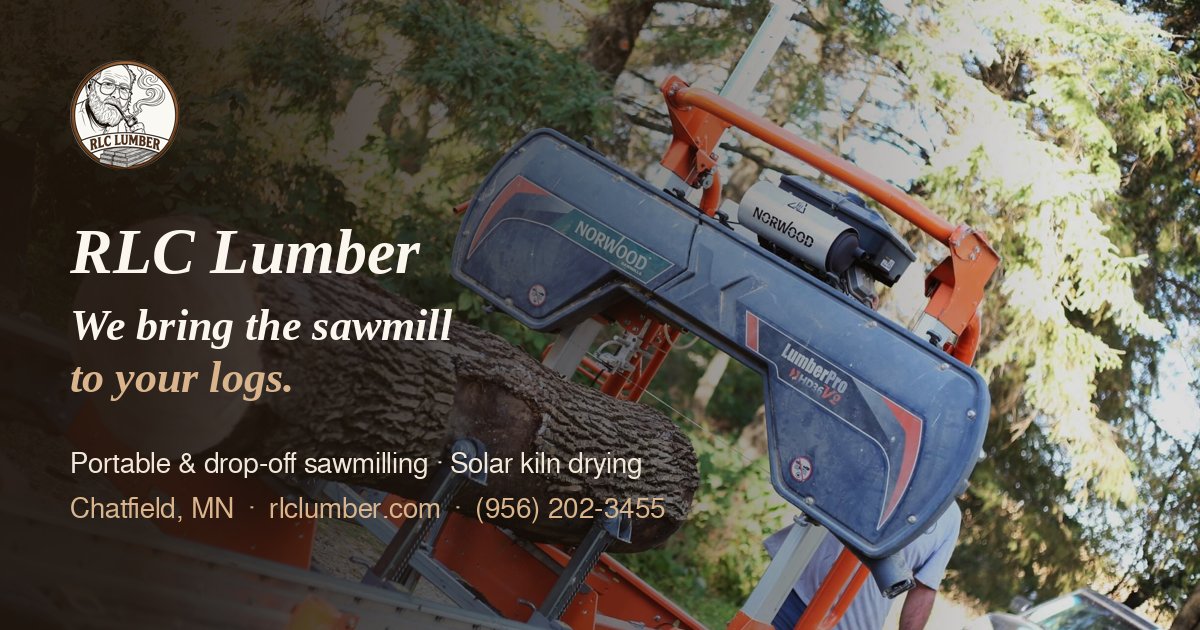 RLC LUMBER
RLC Lumber
We bring the sawmill
to your logs.
Portable & drop-off sawmilling · Solar kiln drying
Chatfield, MN · rlclumber.com · (956) 202-3455
NORWOOD
NORWOOD
LumberPro
HD36V2